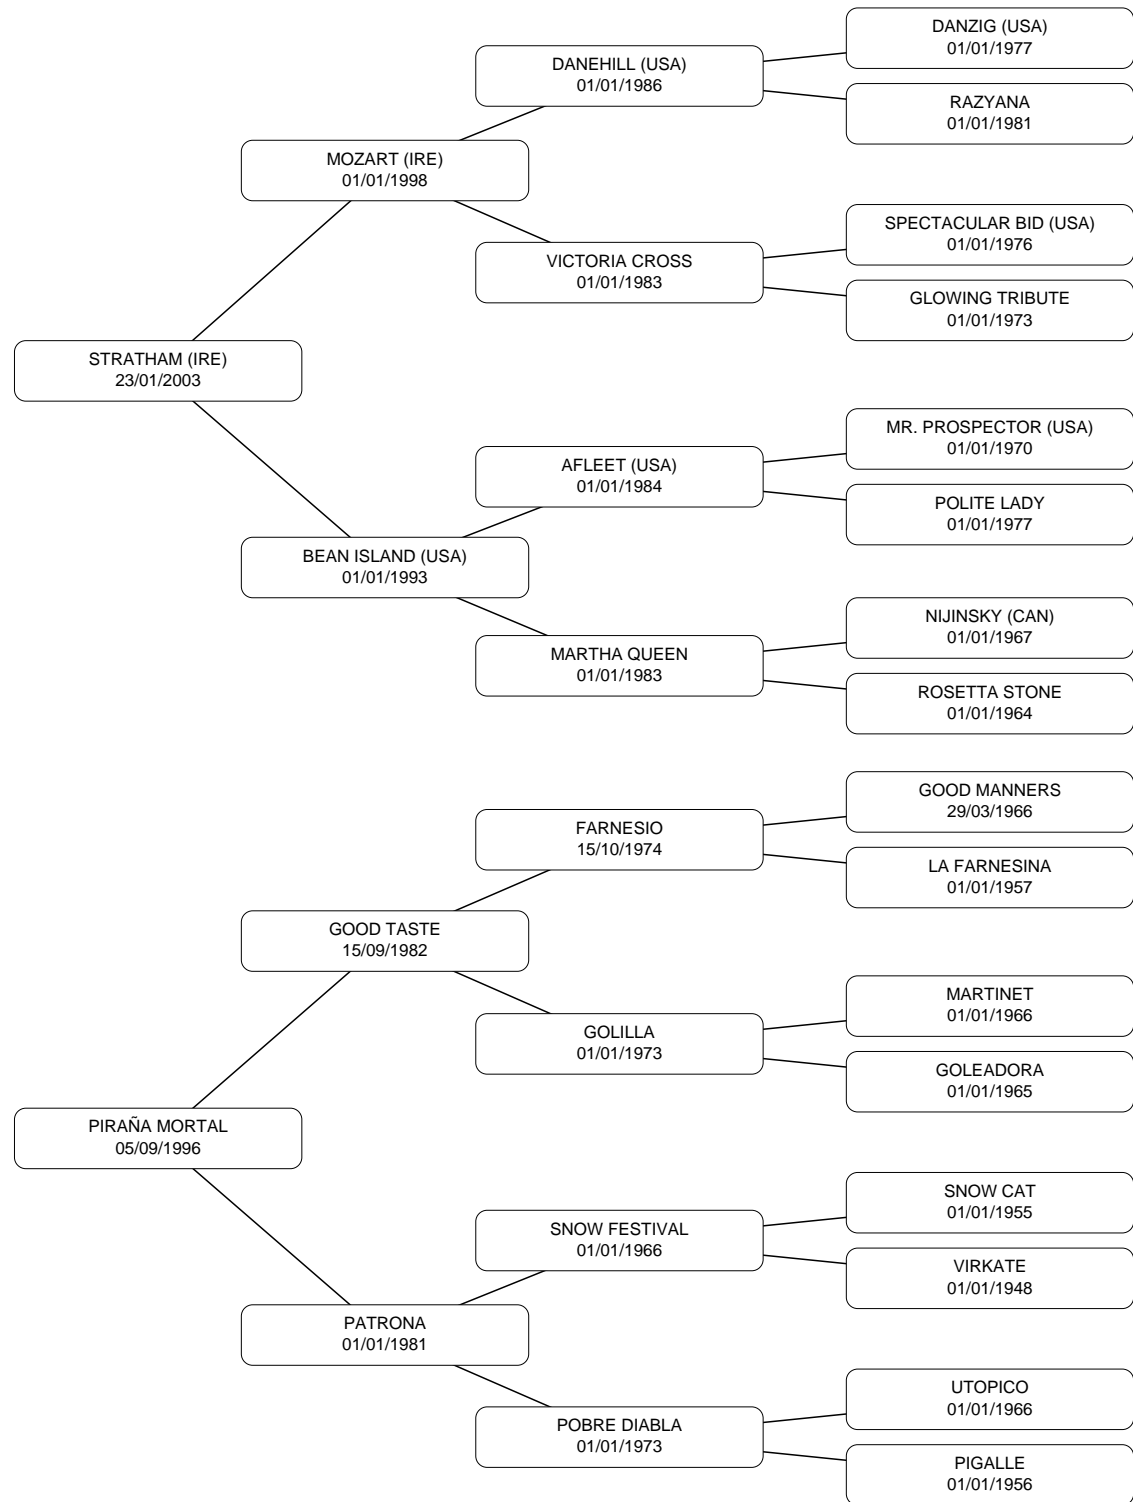 DANZIG (USA)
01/01/1977
DANEHILL (USA)
01/01/1986
RAZYANA
01/01/1981
MOZART (IRE)
01/01/1998
SPECTACULAR BID (USA)
01/01/1976
VICTORIA CROSS
01/01/1983
GLOWING TRIBUTE
01/01/1973
STRATHAM (IRE)
23/01/2003
MR. PROSPECTOR (USA)
01/01/1970
AFLEET (USA)
01/01/1984
POLITE LADY
01/01/1977
BEAN ISLAND (USA)
01/01/1993
NIJINSKY (CAN)
01/01/1967
MARTHA QUEEN
01/01/1983
ROSETTA STONE
01/01/1964
GOOD MANNERS
29/03/1966
FARNESIO
15/10/1974
LA FARNESINA
01/01/1957
GOOD TASTE
15/09/1982
MARTINET
01/01/1966
GOLILLA
01/01/1973
GOLEADORA
01/01/1965
PIRAÑA MORTAL
05/09/1996
SNOW CAT
01/01/1955
SNOW FESTIVAL
01/01/1966
VIRKATE
01/01/1948
PATRONA
01/01/1981
UTOPICO
01/01/1966
POBRE DIABLA
01/01/1973
PIGALLE
01/01/1956